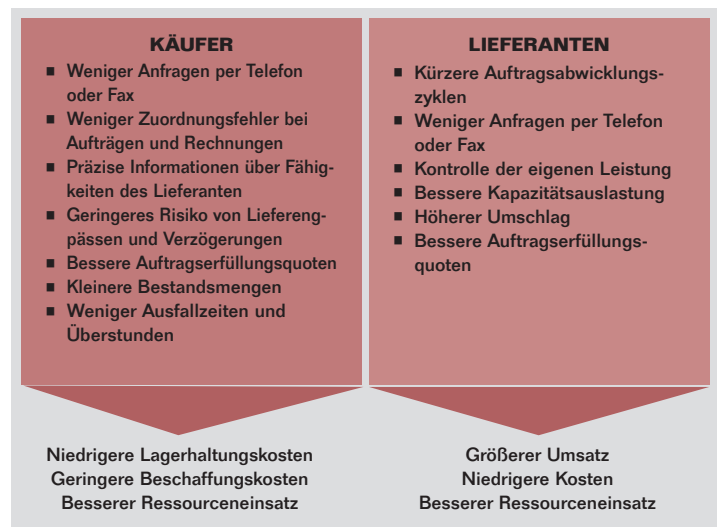 KÄUFER
■ Weniger Anfragen per Telefon
oder Fax
■ Weniger Zuordnungsfehler bei
Aufträgen und Rechnungen
■ Präzise Informationen über Fähig-
keiten des Lieferanten
■ Geringeres Risiko von Liefereng-
pässen und Verzögerungen
■ Bessere Auftragserfüllungsquoten
■ Kleinere Bestandsmengen
■ Weniger Ausfallzeiten und
Überstunden
Niedrigere Lagerhaltungskosten
Geringere Beschaffungskosten
Besserer Ressourceneinsatz
LIEFERANTEN
■ Kürzere Auftragsabwicklungs-
zyklen
■ Weniger Anfragen per Telefon
oder Fax
■ Kontrolle der eigenen Leistung
■ Bessere Kapazitätsauslastung
■ Höherer Umschlag
■ Bessere Auftragserfüllungs-
quoten
Größerer Umsatz
Niedrigere Kosten
Besserer Ressourceneinsatz